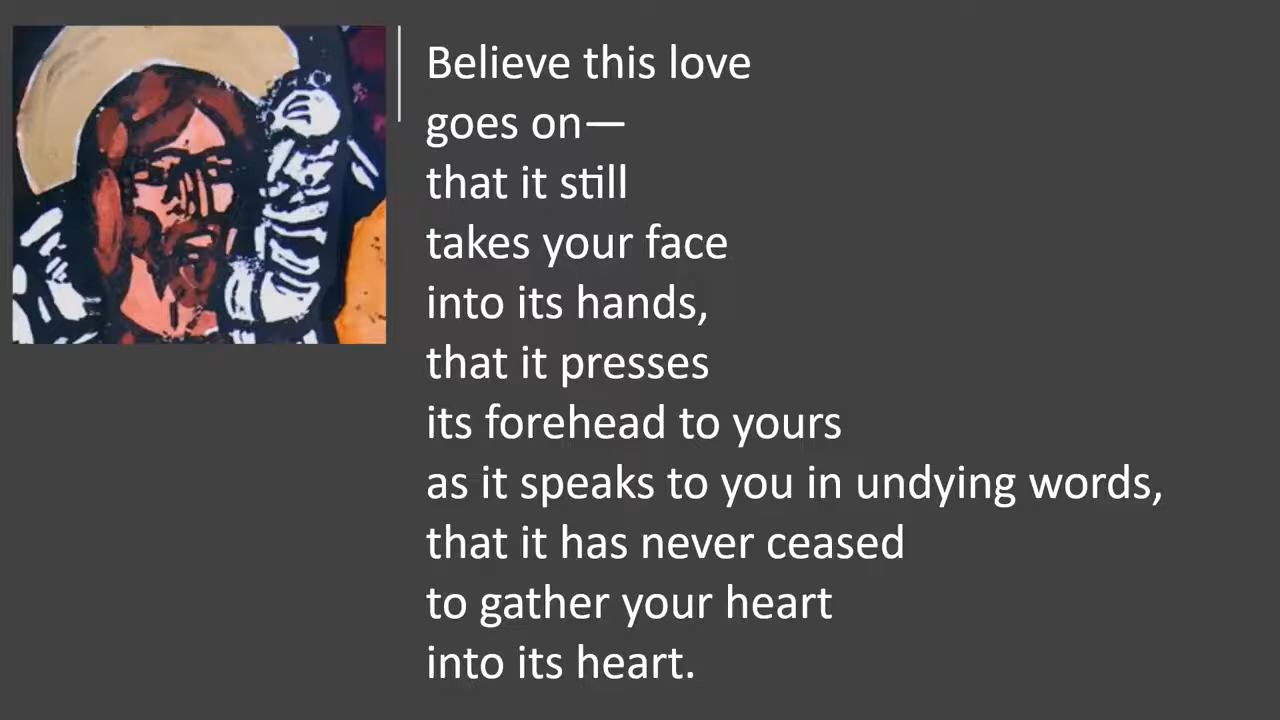 Believe this love
goes on—
that it still
takes your face
into its hands,
that it presses
its forehead to yours
as it speaks to you in undying words,
that it has never ceased
to gather your heart
into its heart.